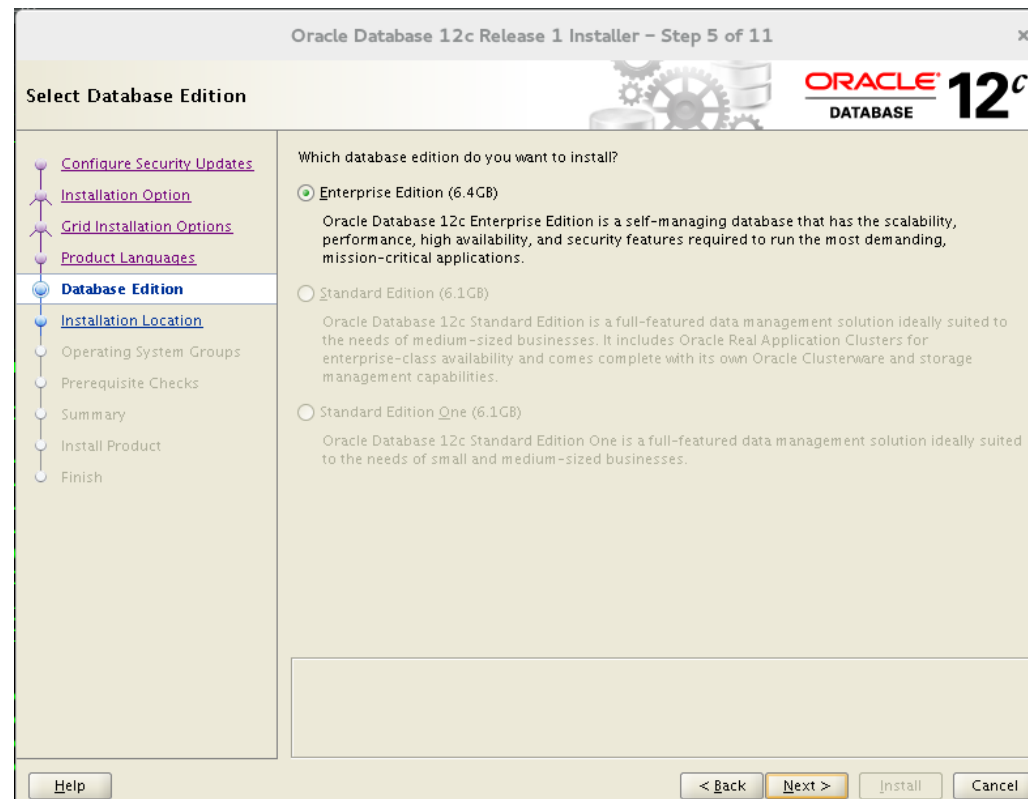 Oracle Database 12c Release 1 Installer – Step 5 of 11
Select Database Edition
ORACLE
DATABASE
12c
Configure Security Updates
Installation Option
Grid Installation Options
Product Languages
Database Edition
Installation Location
Operating System Groups
Prerequisite Checks
Summary
Install Product
Finish
Which database edition do you want to install?
Enterprise Edition (6.4GB)
Oracle Database 12c Enterprise Edition is a self-managing database that has the scalability,
performance, high availability, and security features required to run the most demanding,
mission-critical applications.
Standard Edition (6.1GB)
Oracle Database 12c Standard Edition is a full-featured data management solution ideally suited to
the needs of medium-sized businesses. It includes Oracle Real Application Clusters for
enterprise-class availability and comes complete with its own Oracle Clusterware and storage
management capabilities.
Standard Edition One (6.1GB)
Oracle Database 12c Standard Edition One is a full-featured data management solution ideally suited
to the needs of small and medium-sized businesses.
Help
< Back
Next >
Install
Cancel